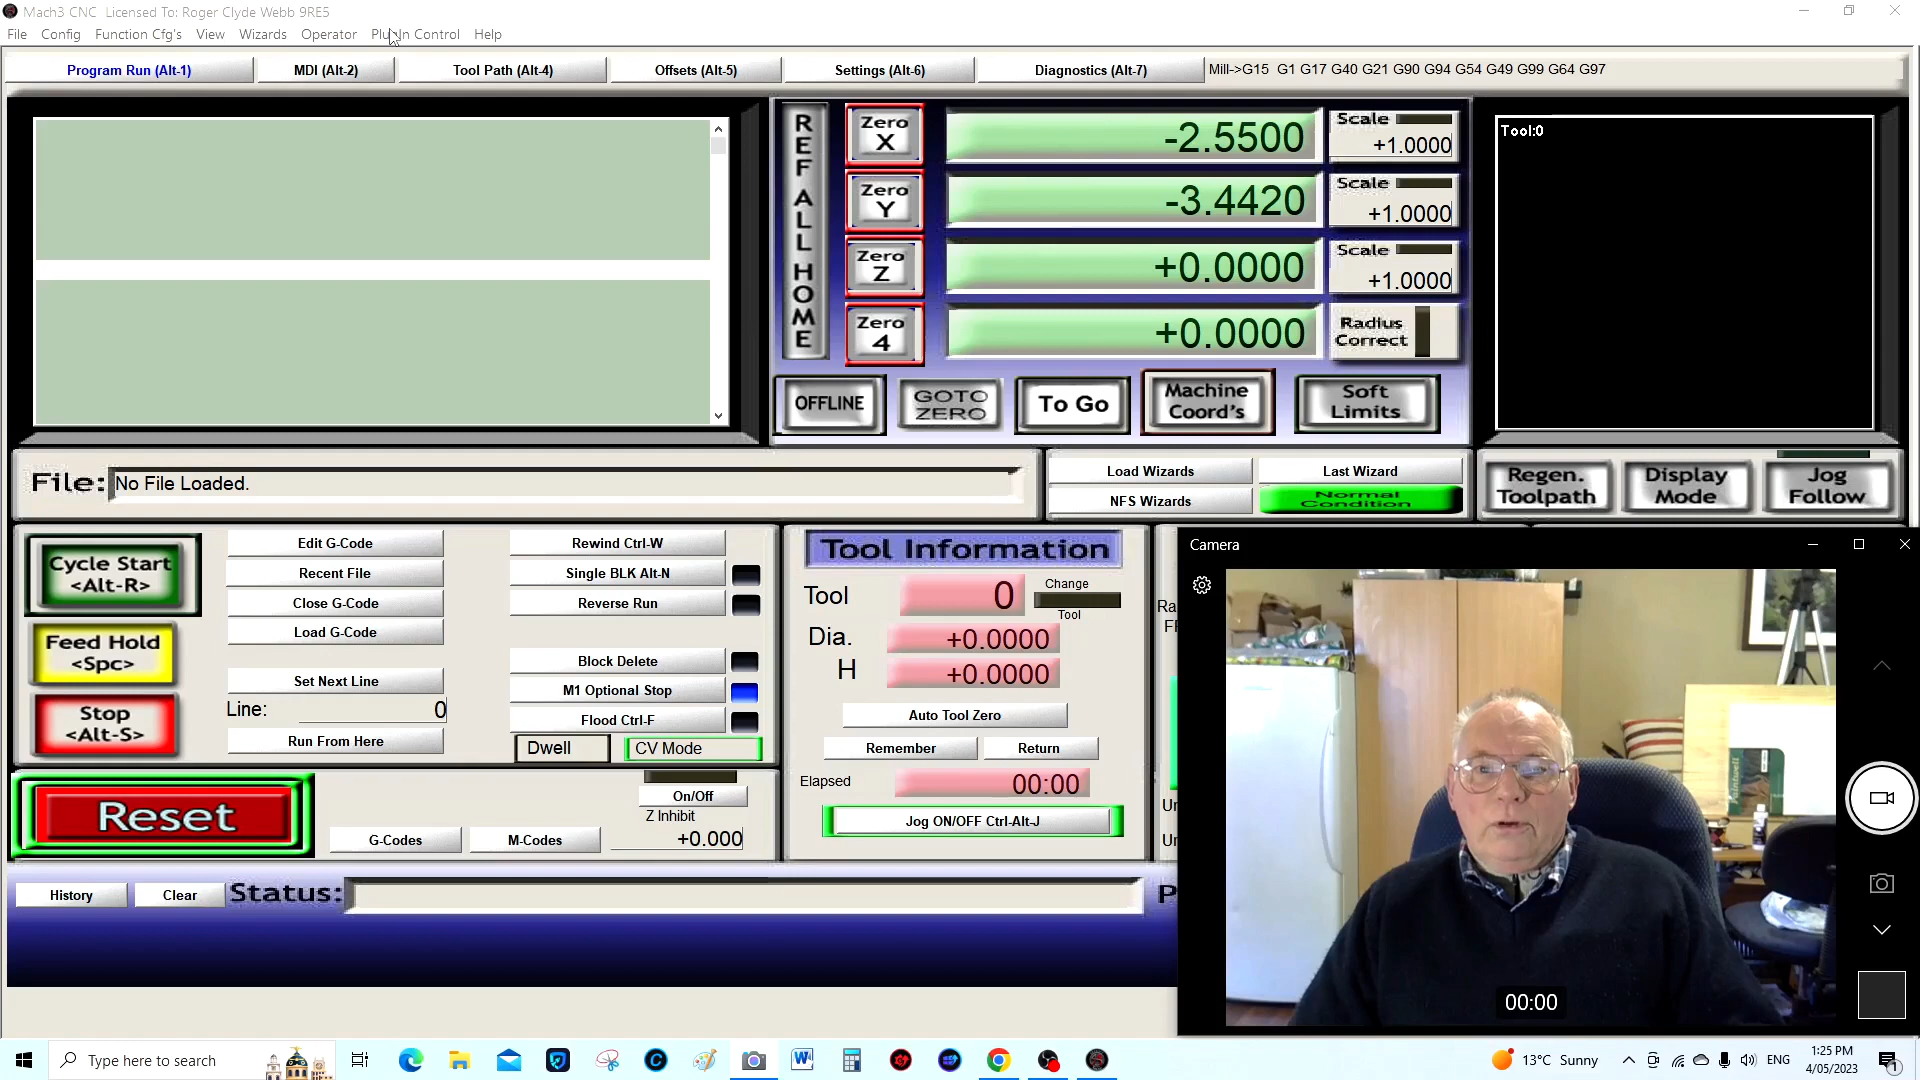 Mach3 CNC Licensed To: Roger Clyde Webb 9RE5
File Config Function Cfg's View Wizards Operator PlugIn Control Help
Program Run (Alt-1) MDI (Alt-2) Tool Path (Alt-4) Offsets (Alt-5) Settings (Alt-6) Diagnostics (Alt-7) Mill->G15 G1 G17 G40 G21 G90 G94 G54 G49 G99 G64 G97
REF ALL HOME
Zero X -2.5500 Scale +1.0000
Zero Y -3.4420 Scale +1.0000
Zero Z +0.0000 Scale +1.0000
Zero 4 +0.0000 Radius Correct
OFFLINE GOTO ZERO To Go Machine Coord's Soft Limits
Tool:0
File: No File Loaded.
Load Wizards Last Wizard
NFS Wizards Normal Condition
Regen. Toolpath Display Mode Jog Follow
Cycle Start <Alt-R>
Feed Hold <Spc>
Stop <Alt-S>
Edit G-Code
Recent File
Close G-Code
Load G-Code
Set Next Line
Line: 0
Run From Here
Rewind Ctrl-W
Single BLK Alt-N
Reverse Run
Block Delete
M1 Optional Stop
Flood Ctrl-F
Dwell CV Mode
Reset
G-Codes M-Codes
On/Off
Z Inhibit
+0.000
Tool Information
Tool 0 Change Tool
Dia. +0.0000
H +0.0000
Auto Tool Zero
Remember Return
Elapsed 00:00
Jog ON/OFF Ctrl-Alt-J
History Clear Status:
Camera
00:00
Type here to search
13°C Sunny
ENG
1:25 PM
4/05/2023
1